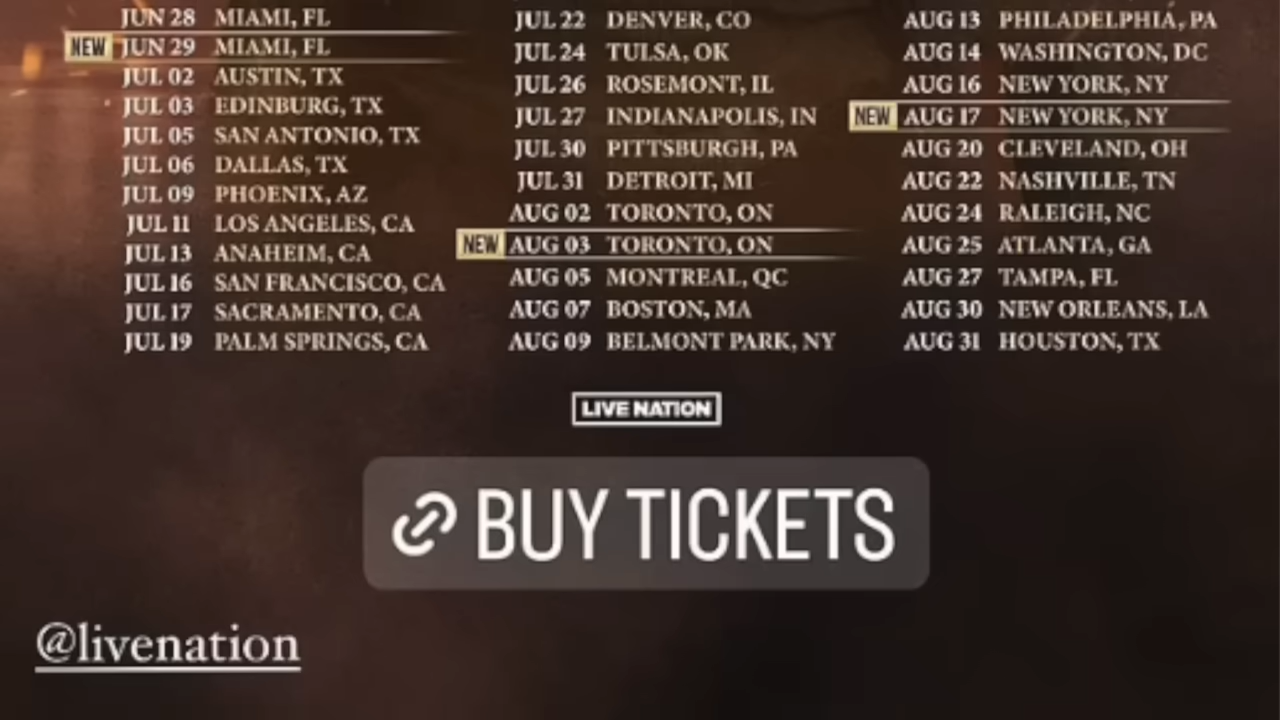 JUN 28 MIAMI, FL
NEW JUN 29 MIAMI, FL
JUL 02 AUSTIN, TX
JUL 03 EDINBURG, TX
JUL 05 SAN ANTONIO, TX
JUL 06 DALLAS, TX
JUL 09 PHOENIX, AZ
JUL 11 LOS ANGELES, CA
JUL 13 ANAHEIM, CA
JUL 16 SAN FRANCISCO, CA
JUL 17 SACRAMENTO, CA
JUL 19 PALM SPRINGS, CA
JUL 22 DENVER, CO
JUL 24 TULSA, OK
JUL 26 ROSEMONT, IL
JUL 27 INDIANAPOLIS, IN
JUL 30 PITTSBURGH, PA
JUL 31 DETROIT, MI
AUG 02 TORONTO, ON
NEW AUG 03 TORONTO, ON
AUG 05 MONTREAL, QC
AUG 07 BOSTON, MA
AUG 09 BELMONT PARK, NY
AUG 13 PHILADELPHIA, PA
AUG 14 WASHINGTON, DC
AUG 16 NEW YORK, NY
NEW AUG 17 NEW YORK, NY
AUG 20 CLEVELAND, OH
AUG 22 NASHVILLE, TN
AUG 24 RALEIGH, NC
AUG 25 ATLANTA, GA
AUG 27 TAMPA, FL
AUG 30 NEW ORLEANS, LA
AUG 31 HOUSTON, TX
LIVE NATION
BUY TICKETS
@livenation